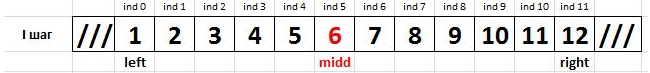 ind 0 ind 1 ind 2 ind 3 ind 4 ind 5 ind 6 ind 7 ind 8 ind 9 ind 10 ind 11
I шаг /// 1 2 3 4 5 6 7 8 9 10 11 12 ///
left midd right